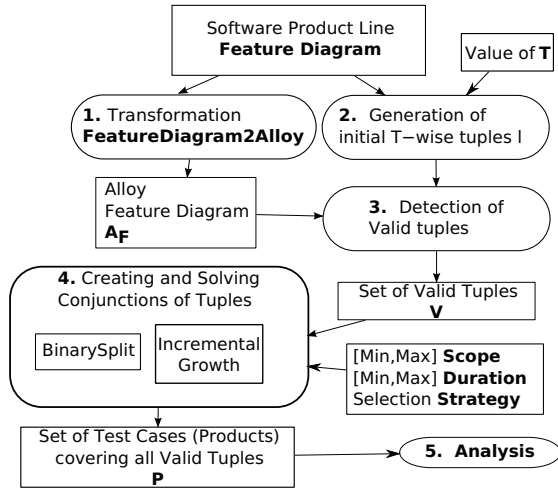 Software Product Line
Feature Diagram
Value of T
1. Transformation
FeatureDiagram2Alloy
2. Generation of
initial T−wise tuples I
Alloy
Feature Diagram
AF
3. Detection of
Valid tuples
4. Creating and Solving
Conjunctions of Tuples
BinarySplit
Incremental
Growth
Set of Valid Tuples
V
[Min,Max] Scope
[Min,Max] Duration
Selection Strategy
Set of Test Cases (Products)
covering all Valid Tuples
P
5. Analysis